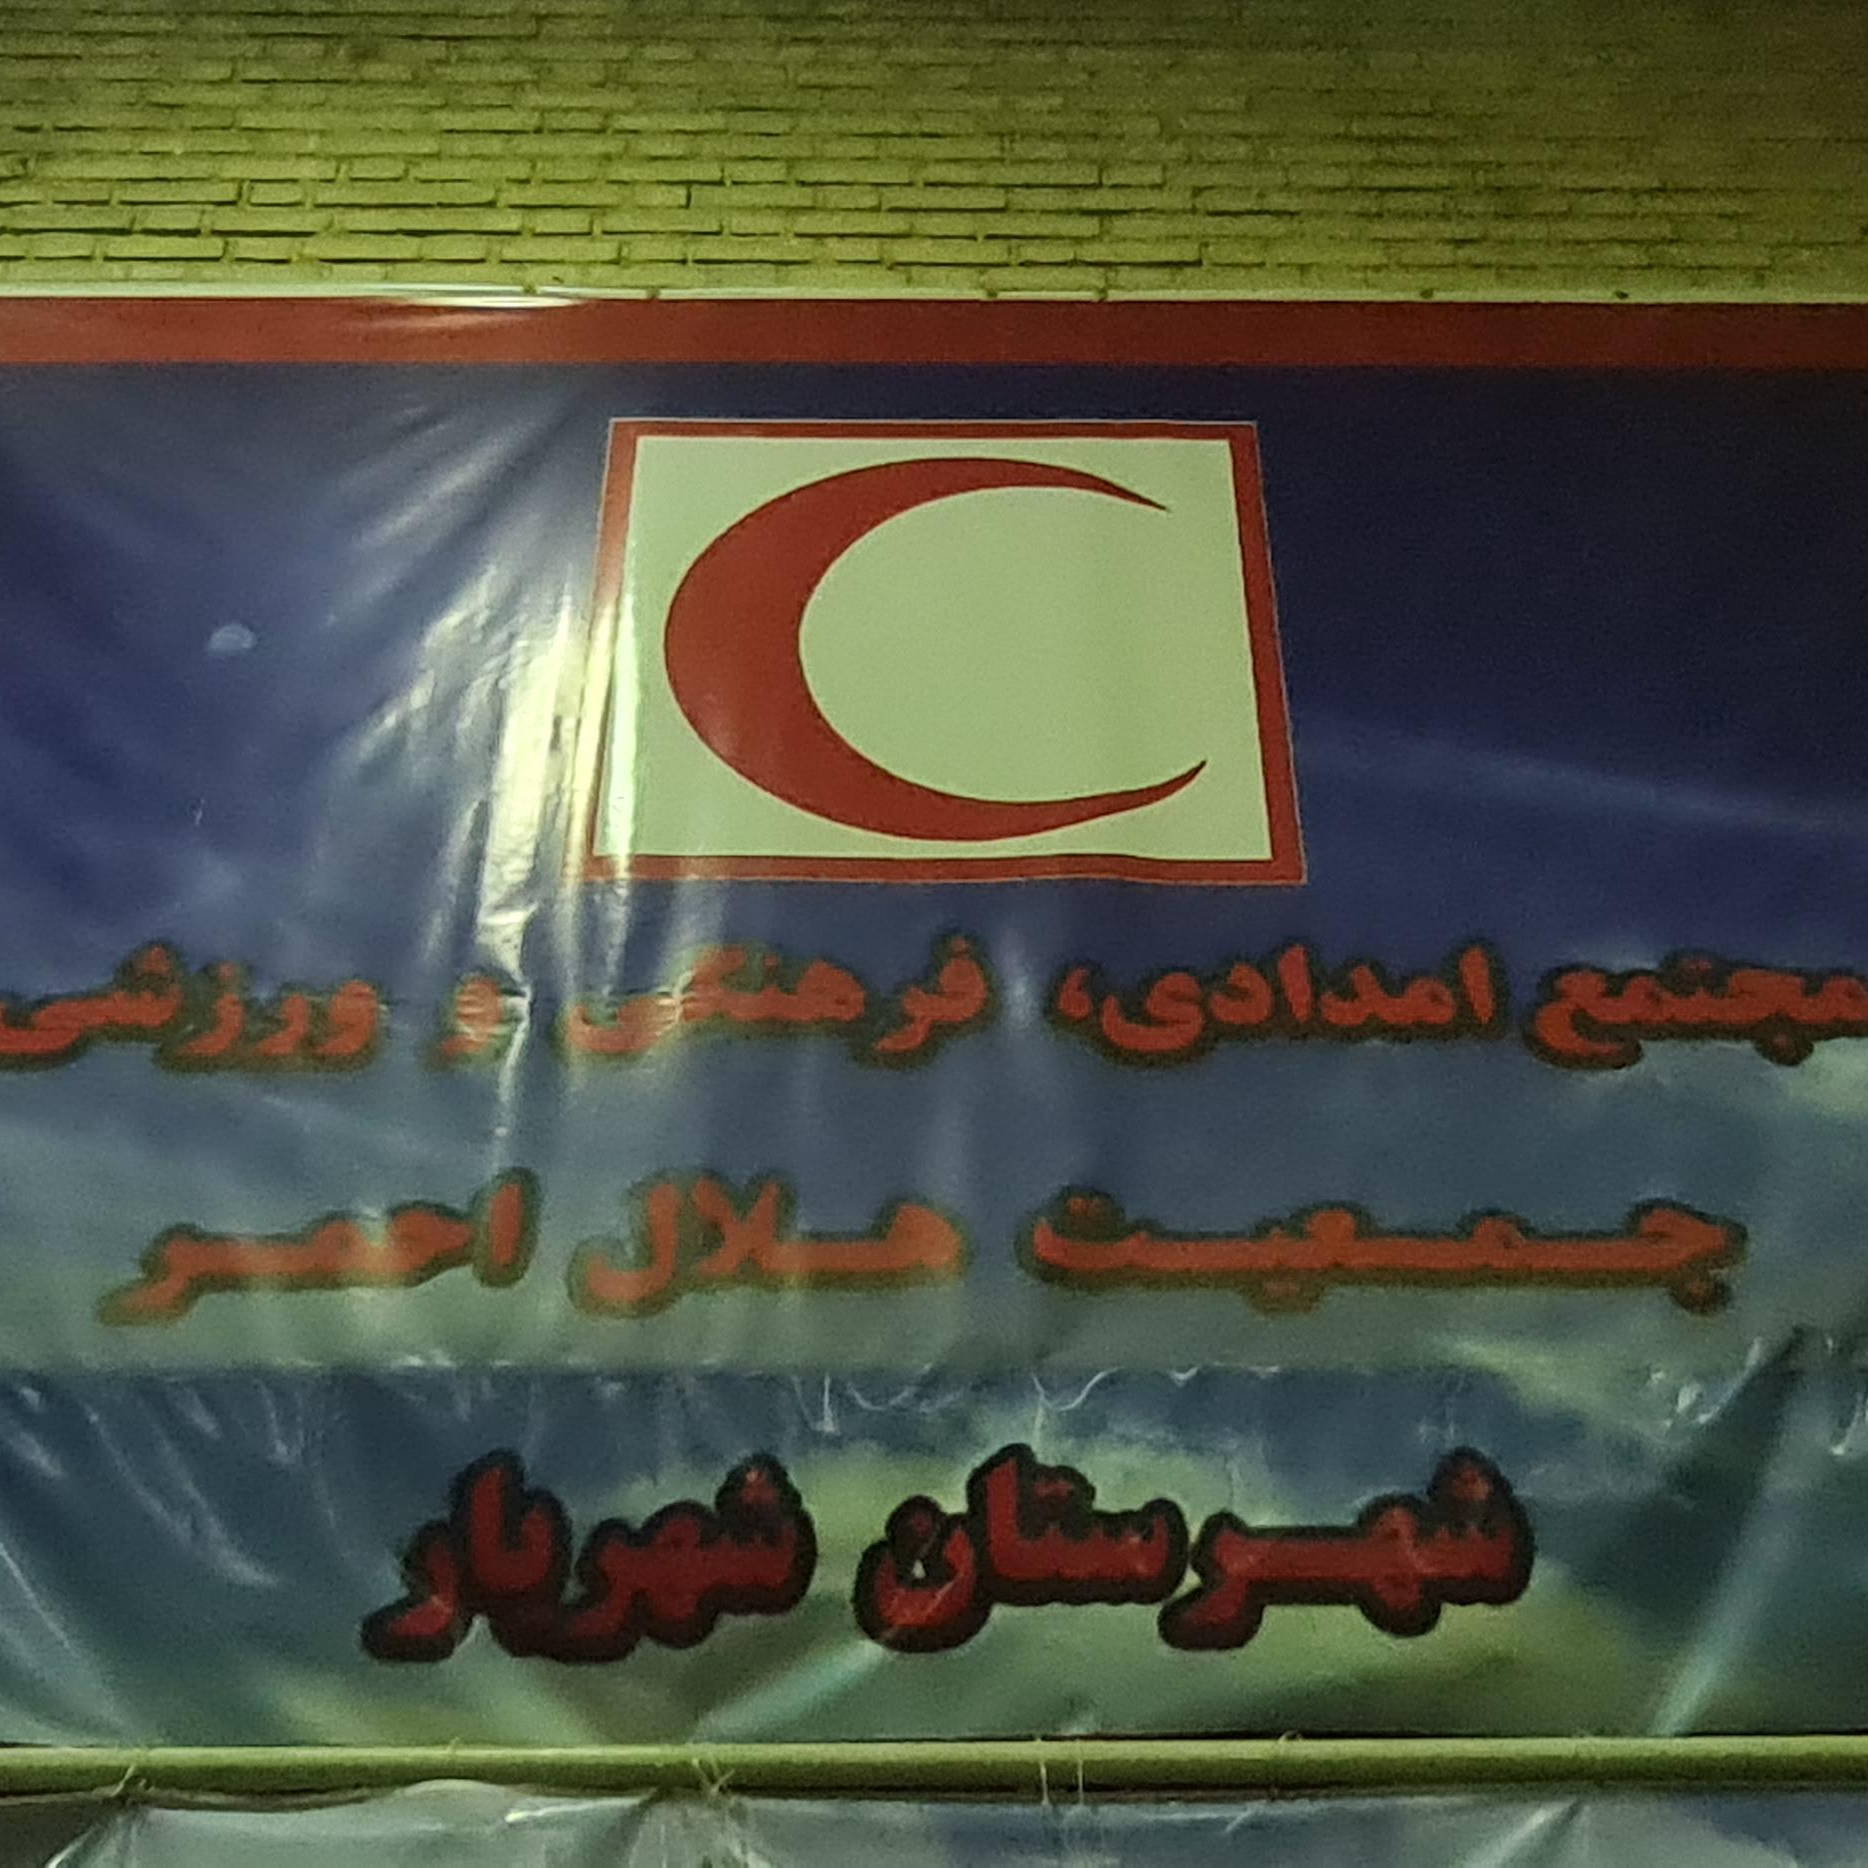 مجتمع امدادی، فرهنگی و ورزشی
جمعیت هلال احمر
شهرستان شهریار